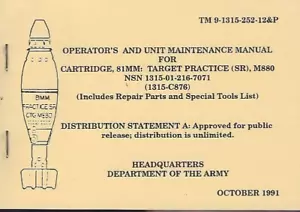 TM 9-1315-252-12&P
OPERATOR'S AND UNIT MAINTENANCE MANUAL
FOR
CARTRIDGE, 81MM: TARGET PRACTICE (SR), M880
NSN 1315-01-216-7071
(1315-C876)
(Includes Repair Parts and Special Tools List)
81MM
PRACTICE (SR)
CTG M880
DISTRIBUTION STATEMENT A: Approved for public
release; distribution is unlimited.
HEADQUARTERS
DEPARTMENT OF THE ARMY
OCTOBER 1991